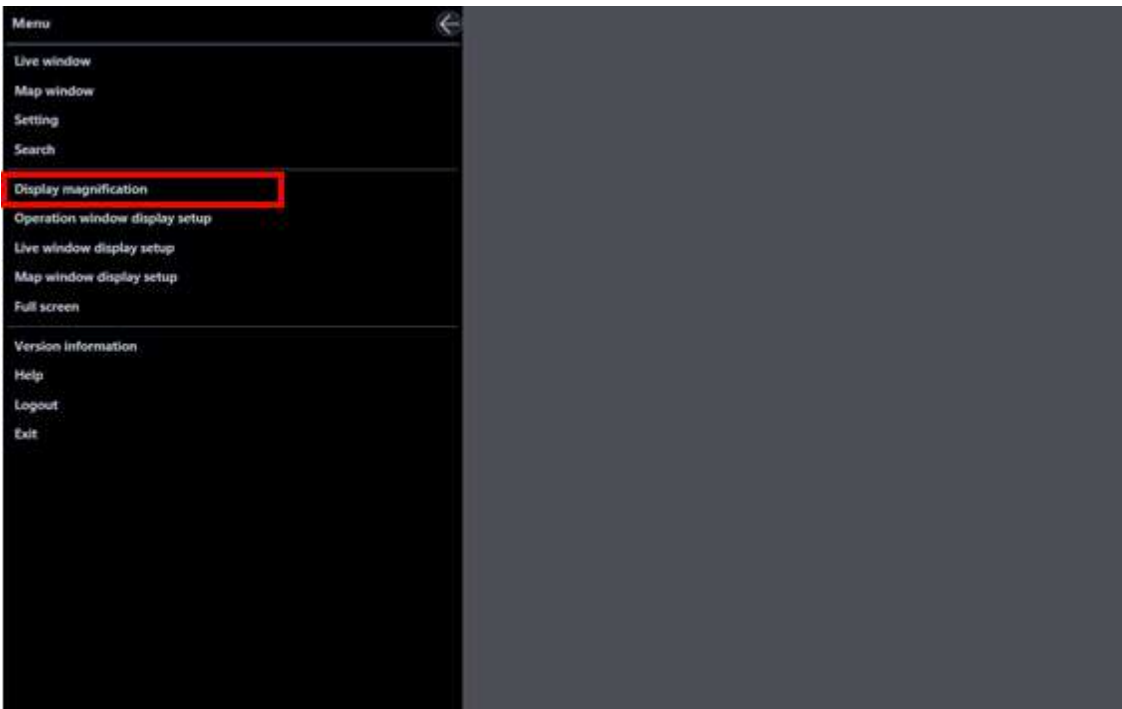 Menu
Live window
Map window
Setting
Search
Display magnification
Operation window display setup
Live window display setup
Map window display setup
Full screen
Version information
Help
Logout
Exit